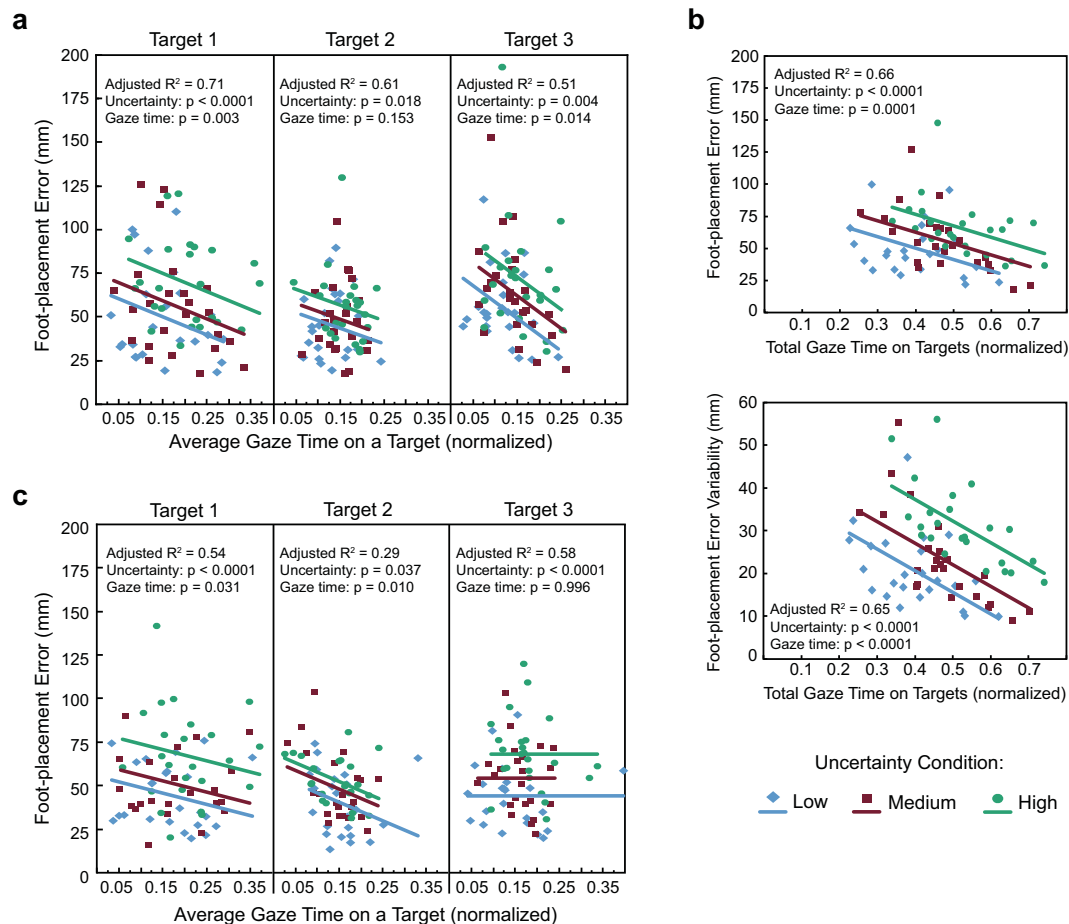 a
Target 1
Target 2
Target 3
Foot-placement Error (mm)
200
175
150
125
100
75
50
25
0
Adjusted R² = 0.71
Uncertainty: p < 0.0001
Gaze time: p = 0.003
Adjusted R² = 0.61
Uncertainty: p = 0.018
Gaze time: p = 0.153
Adjusted R² = 0.51
Uncertainty: p = 0.004
Gaze time: p = 0.014
0.05 0.15 0.25 0.35 0.05 0.15 0.25 0.05 0.15 0.25 0.35
Average Gaze Time on a Target (normalized)
b
Foot-placement Error (mm)
200
175
150
125
100
75
50
25
0
Adjusted R² = 0.66
Uncertainty: p < 0.0001
Gaze time: p = 0.0001
0.1 0.2 0.3 0.4 0.5 0.6 0.7
Total Gaze Time on Targets (normalized)
Foot-placement Error Variability (mm)
60
50
40
30
20
10
0
Adjusted R² = 0.65
Uncertainty: p < 0.0001
Gaze time: p < 0.0001
0.1 0.2 0.3 0.4 0.5 0.6 0.7
Total Gaze Time on Targets (normalized)
c
Target 1
Target 2
Target 3
Foot-placement Error (mm)
200
175
150
125
100
75
50
25
0
Adjusted R² = 0.54
Uncertainty: p < 0.0001
Gaze time: p = 0.031
Adjusted R² = 0.29
Uncertainty: p = 0.037
Gaze time: p = 0.010
Adjusted R² = 0.58
Uncertainty: p < 0.0001
Gaze time: p = 0.996
0.05 0.15 0.25 0.35 0.05 0.15 0.25 0.35 0.05 0.15 0.25 0.35
Average Gaze Time on a Target (normalized)
Uncertainty Condition:
Low Medium High